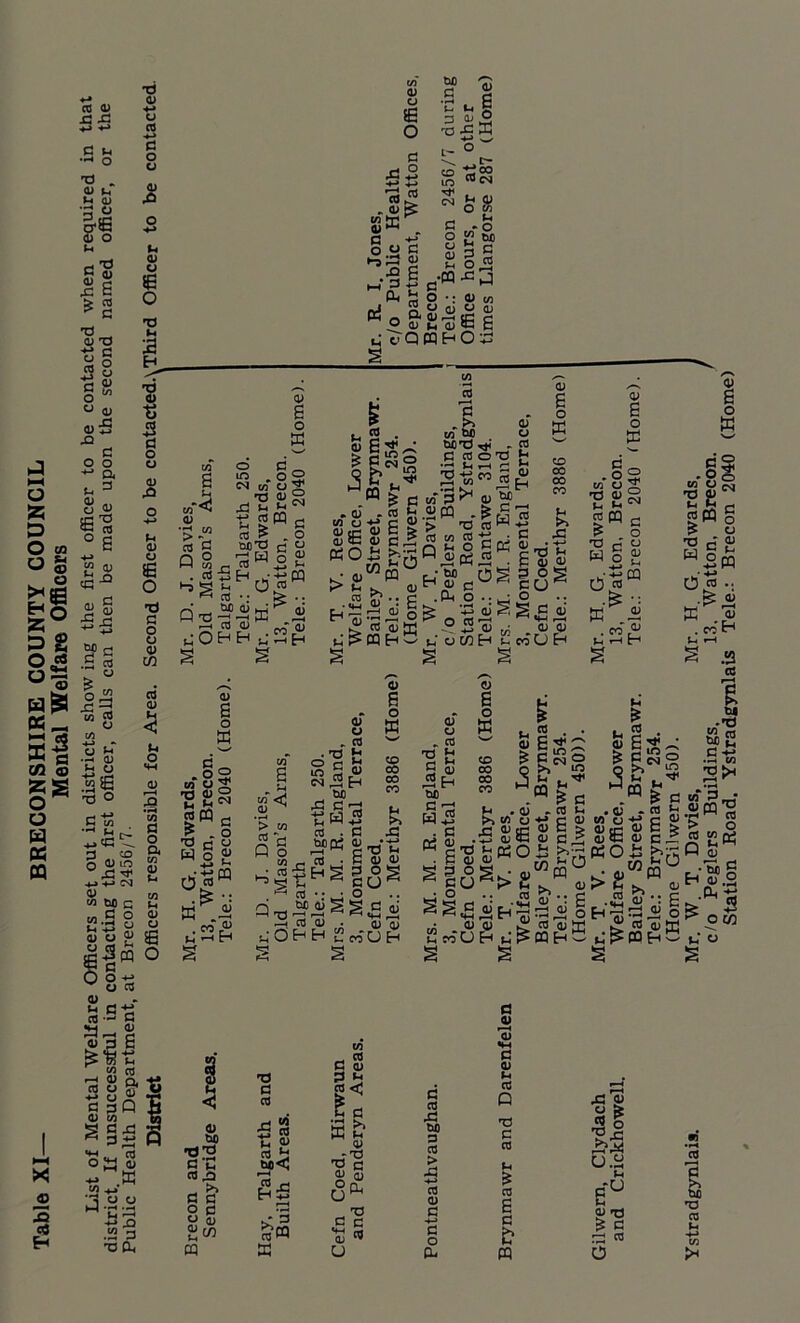 Table XI—
BRECONSHIRE COUNTY COUNCIL
Mental Welfare Officers
List of Mental Welfare Officers set out in districts showing the first officer to be contacted when required in that
district. If unsuccessful in contacting the first officer, calls can then be made upon the second named officer, or the
Public Health Department, at Brecon 2456/7.
District
Officers responsible for Area.
Second Officer to be contacted.
Third Officer to be contacted.
Brecon and
Sennybridge Areas.
Mr. H. G. Edwards,
13, Watton, Brecon.
Tele.: Brecon 2040 (Home).
Mr. D. J. Davies,
Old Mason's Arms,
Talgarth
Tele.: Talgarth 250.
Hay, Talgarth and
Builth Areas.
Mr. D. J. Davies,
Old Mason's Arms,
Talgarth
Tele.: Talgarth 250.
Mr. H. G. Edwards,
13, Watton, Brecon.
Tele.: Brecon 2040 (Home).
Cefn Coed, Hirwaun
and Penderyn Areas.
Mrs. M. M. R. England,
3, Monumental Terrace,
Cefn Coed.
Tele.: Merthyr 3886 (Home)
Mr. T. V. Rees,
Welfare Office, Lower
Bailey Street, Brynmawr.
Tele.: Brynmawr 254.
(Home Gilwern 450).
Pontneathvaughan.
Mrs. M. M. R. England,
3, Monumental Terrace,
Cefn Coed.
Tele.: Merthyr 3886 (Home)
Mr. W. T. Davies,
c/o Peglers Buildings,
Station Road, Ystradgynlais
Tele.: Glantawe 3104.
Brynmawr and Darenfelen
Mr. T. V. Rees,
Welfare Office, Lower
Bailey Street, Brynmawr.
Tele.: Brynmawr 254.
(Home Gilwern 450)).
Mrs. M. M. R. England,
3, Monumental Terrace,
Cefn Coed.
Tele.: Merthyr 3886 (Home)
Gilwern, Clydach
and Crickhowell.
Mr. T. V. Rees,
Welfare Office, Lower
Bailey Street, Brynmawr.
Tele.: Brynmawr 254.
(Home Gilwern 450).
Mr. H. G. Edwards,
13, Watton, Brecon.
Tele.: Brecon 2040 (Home).
Ystradgynlais.
Mr. W. T. Davies,
c/o Peglers Buildings,
Station Road, Ystradgynlais
Mr. H. G. Edwards,
13, Watton, Brecon.
Tele.: Brecon 2040 (Home)
Mr. R. I. Jones,
c/o Public Health
Department, Watton Offices,
Brecon.
Tele.: Brecon 2456/7 during
Office hours, or at other
times Llangorse 287 (Home)